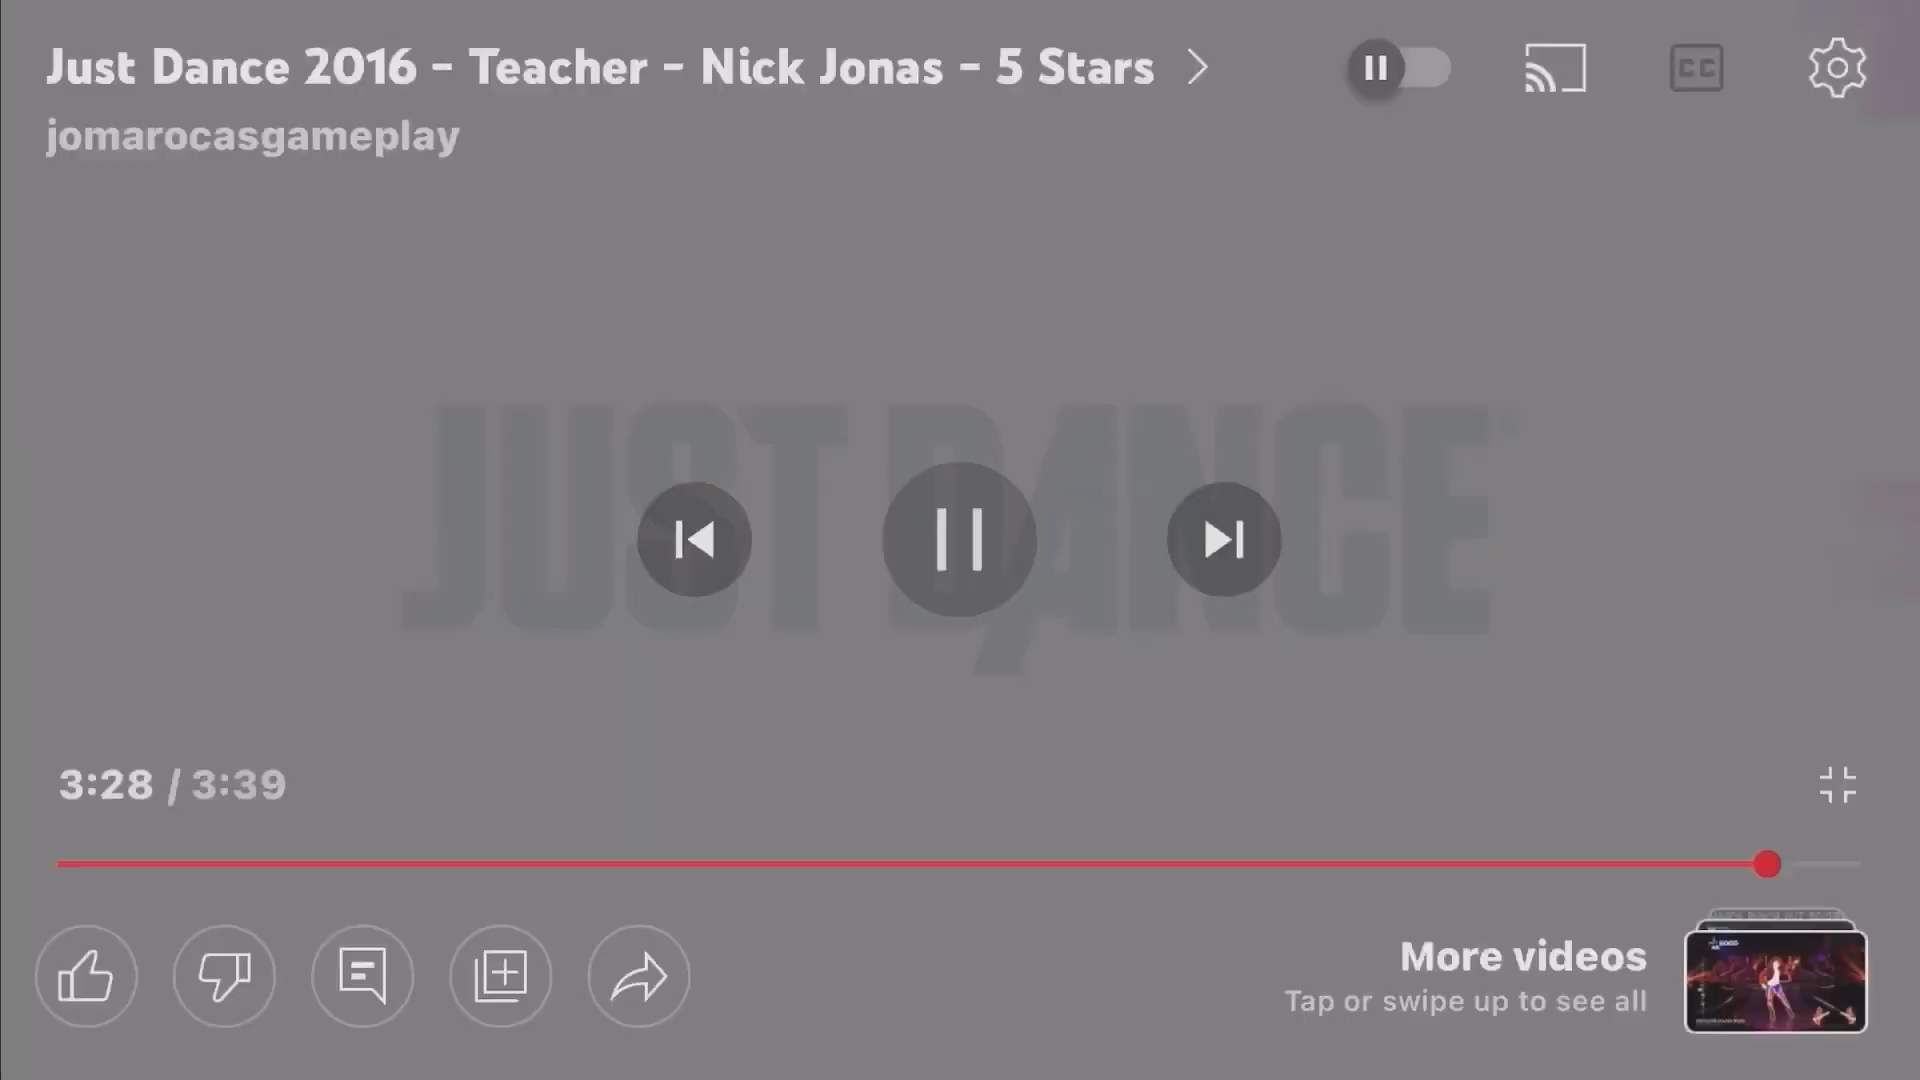 Just Dance 2016 - Teacher - Nick Jonas - 5 Stars
CC
jomarocasgameplay
JUST DANCE
3:28 / 3:39
More videos
Tap or swipe up to see all